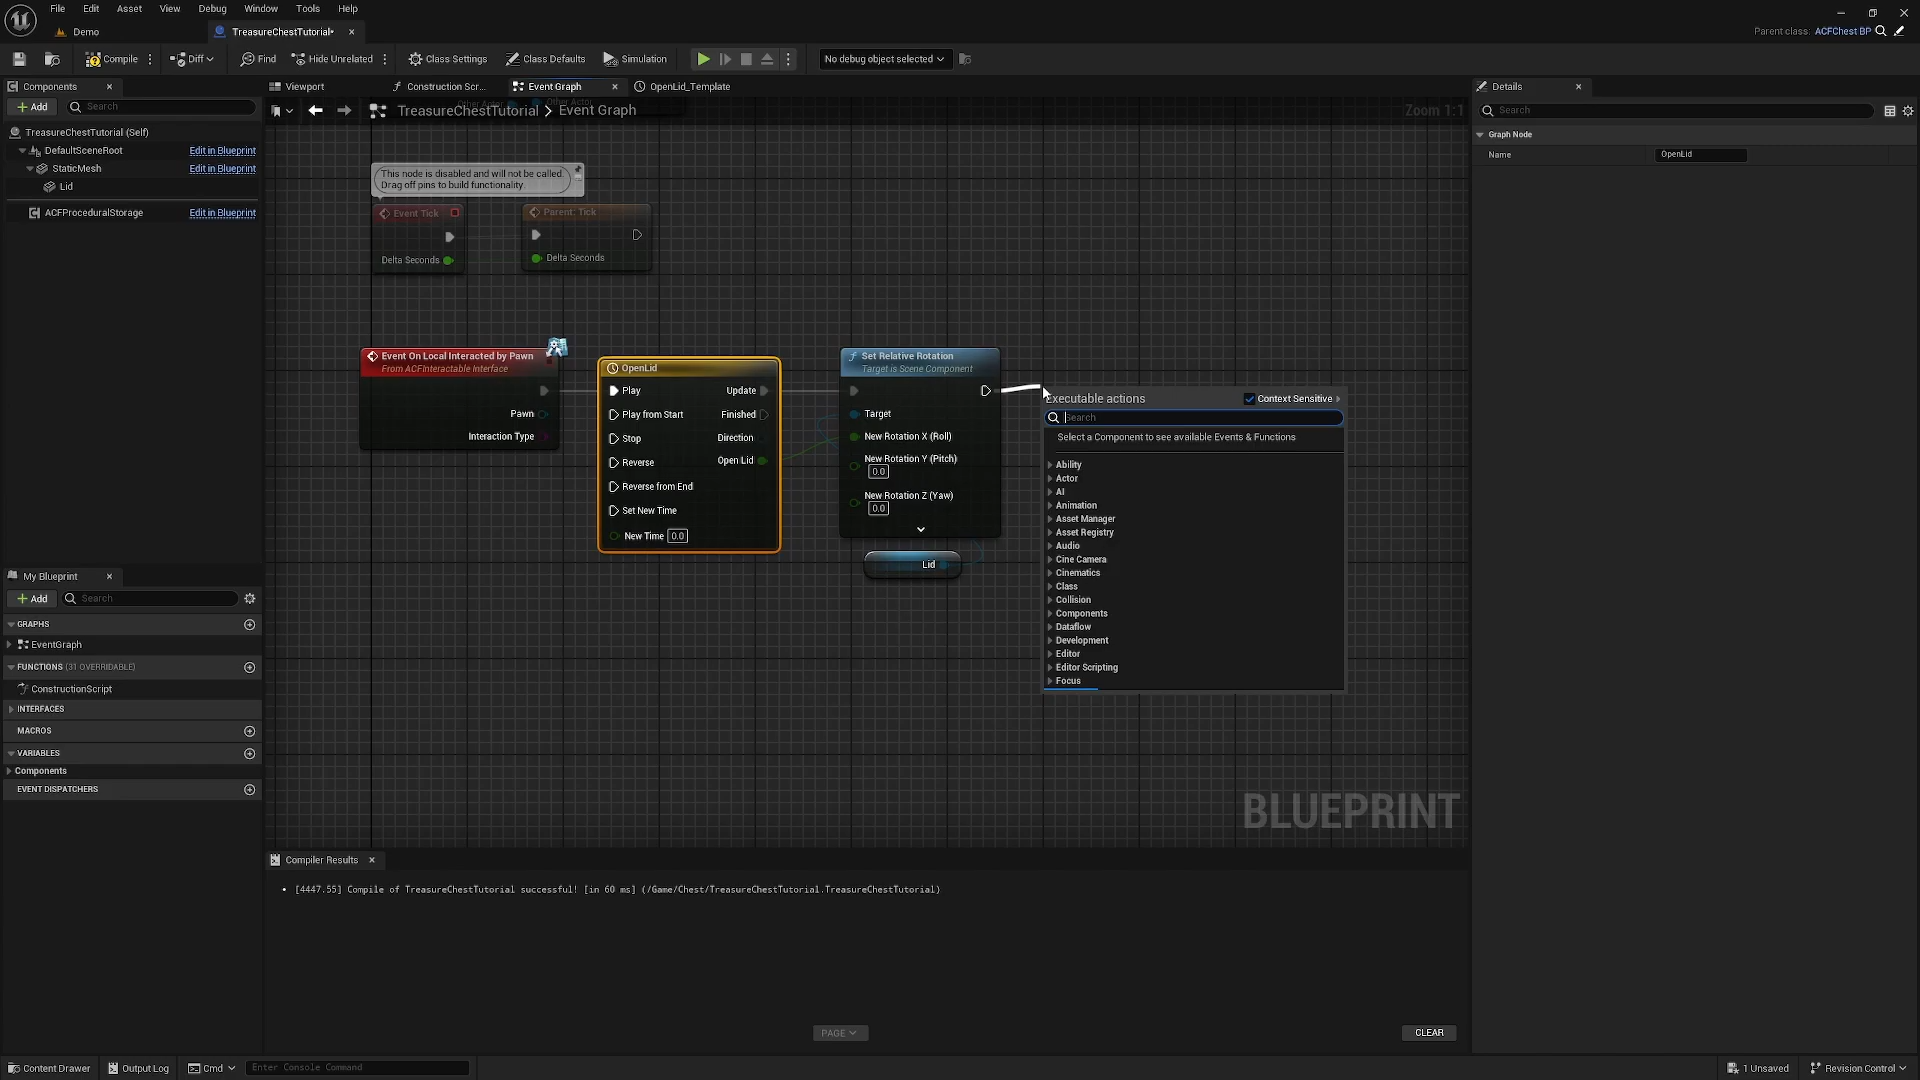 File Edit Asset View Debug Window Tools Help
Demo
TreasureChestTutorial•
Parent class: ACFChest BP
Compile Diff Find Hide Unrelated Class Settings Class Defaults Simulation No debug object selected
Components
Viewport Construction Scr... Event Graph OpenLid_Template
Details
Add Search
TreasureChestTutorial > Event Graph
Zoom 1:1
Search
TreasureChestTutorial (Self)
DefaultSceneRoot Edit in Blueprint
StaticMesh Edit in Blueprint
Lid
ACFProceduralStorage Edit in Blueprint
Graph Node
Name OpenLid
This node is disabled and will not be called.
Drag off pins to build functionality.
Event Tick
Delta Seconds
Parent: Tick
Delta Seconds
Event On Local Interacted by Pawn
From ACFInteractable Interface
Pawn
Interaction Type
OpenLid
Play Update
Play from Start Finished
Stop Direction
Reverse Open Lid
Reverse from End
Set New Time
New Time 0.0
Set Relative Rotation
Target is Scene Component
Target
New Rotation X (Roll)
New Rotation Y (Pitch)
0.0
New Rotation Z (Yaw)
0.0
Lid
Executable actions Context Sensitive
Search
Select a Component to see available Events & Functions
Ability
Actor
AI
Animation
Asset Manager
Asset Registry
Audio
Cine Camera
Cinematics
Class
Collision
Components
Dataflow
Development
Editor
Editor Scripting
Focus
BLUEPRINT
My Blueprint
Add Search
GRAPHS
EventGraph
FUNCTIONS (31 OVERRIDABLE)
ConstructionScript
INTERFACES
MACROS
VARIABLES
Components
EVENT DISPATCHERS
Compiler Results
[4447.55] Compile of TreasureChestTutorial successful! [in 60 ms] (/Game/Chest/TreasureChestTutorial.TreasureChestTutorial)
PAGE
CLEAR
Content Drawer Output Log Cmd Enter Console Command
1 Unsaved Revision Control